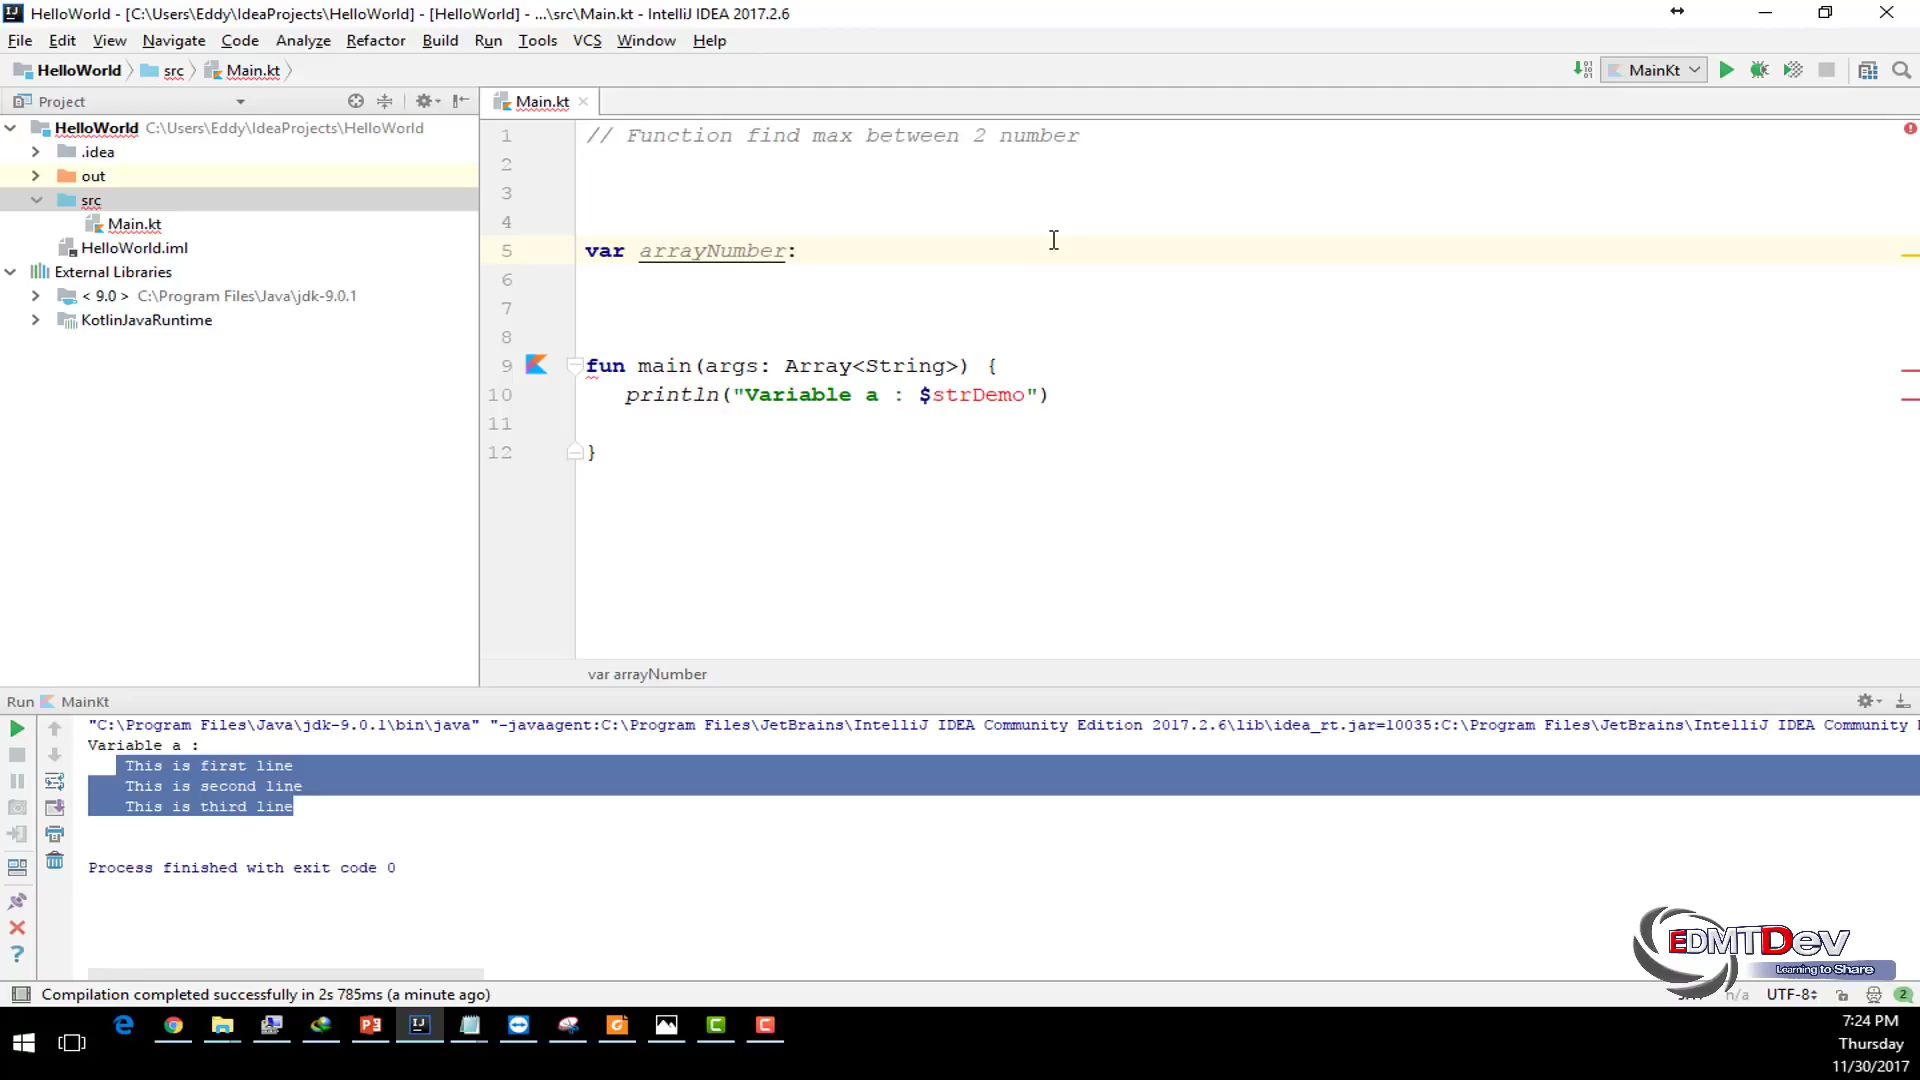 HelloWorld - [C:\Users\Eddy\IdeaProjects\HelloWorld] - [HelloWorld] - ...\src\Main.kt - IntelliJ IDEA 2017.2.6
File Edit View Navigate Code Analyze Refactor Build Run Tools VCS Window Help
HelloWorld src Main.kt MainKt
Project Main.kt
HelloWorld C:\Users\Eddy\IdeaProjects\HelloWorld
.idea
out
src
Main.kt
HelloWorld.iml
External Libraries
< 9.0 > C:\Program Files\Java\jdk-9.0.1
KotlinJavaRuntime
1 // Function find max between 2 number
2
3
4
5 var arrayNumber:
6
7
8
9 fun main(args: Array<String>) {
10 println("Variable a : $strDemo")
11
12 }
var arrayNumber
Run MainKt
"C:\Program Files\Java\jdk-9.0.1\bin\java" "-javaagent:C:\Program Files\JetBrains\IntelliJ IDEA Community Edition 2017.2.6\lib\idea_rt.jar=10035:C:\Program Files\JetBrains\IntelliJ IDEA Community
Variable a :
This is first line
This is second line
This is third line
Process finished with exit code 0
EDMTDev
Learning to Share
Compilation completed successfully in 2s 785ms (a minute ago) n/a UTF-8 2
7:24 PM
Thursday
11/30/2017